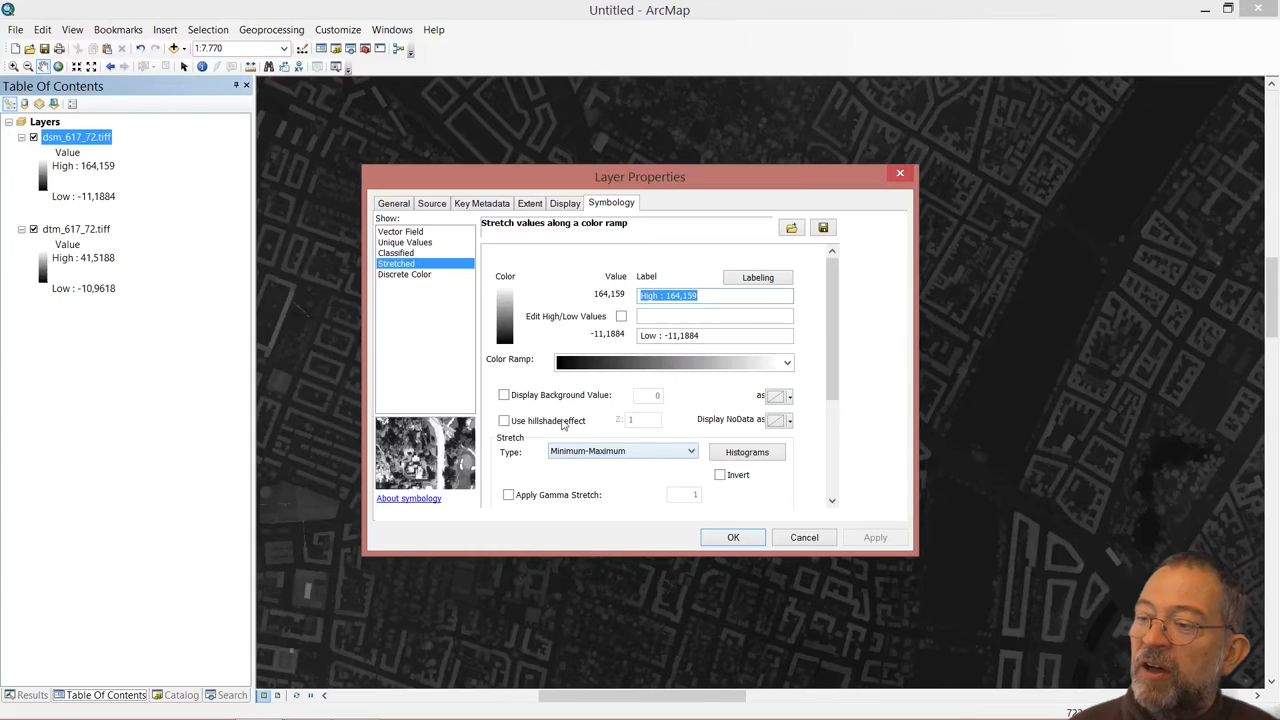 Untitled - ArcMap
File Edit View Bookmarks Insert Selection Geoprocessing Customize Windows Help
1:7.770
Table Of Contents
Layers
dsm_617_72.tiff
Value
High : 164,159
Low : -11,1884
dtm_617_72.tiff
Value
High : 41,5188
Low : -10,9618
Layer Properties
General Source Key Metadata Extent Display Symbology
Show:
Vector Field
Unique Values
Classified
Stretched
Discrete Color
About symbology
Stretch values along a color ramp
Color Value Label Labeling
164,159 High : 164,159
Edit High/Low Values
-11,1884 Low : -11,1884
Color Ramp:
Display Background Value: 0 as
Use hillshade effect Z: 1 Display NoData as
Stretch
Type: Minimum-Maximum Histograms
Invert
Apply Gamma Stretch: 1
OK Cancel Apply
Results Table Of Contents Catalog Search